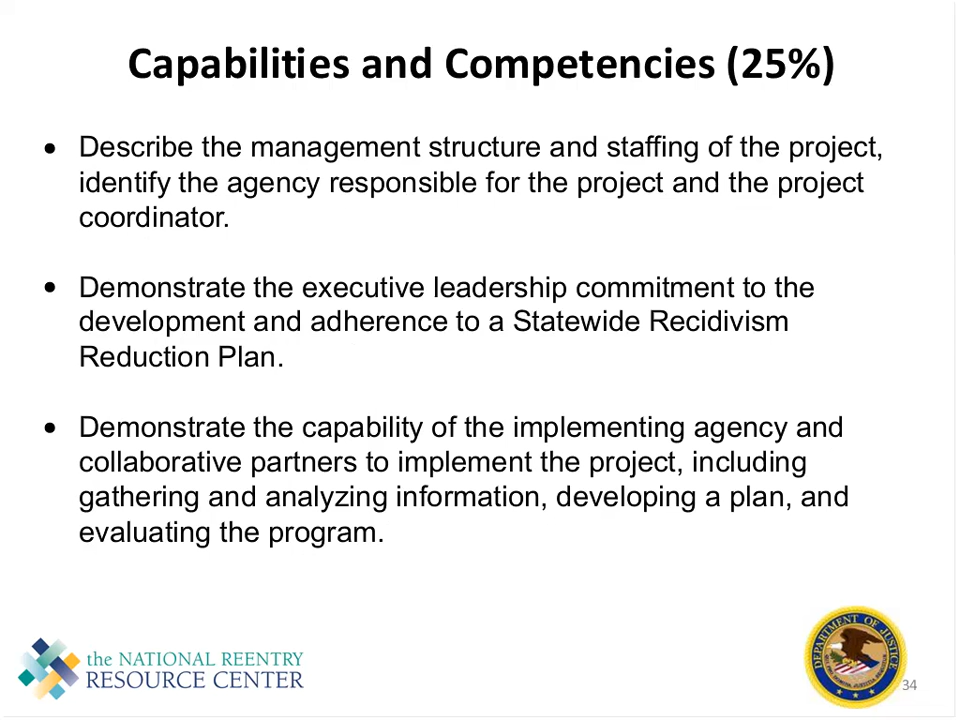 Capabilities and Competencies (25%)
● Describe the management structure and staffing of the project,
identify the agency responsible for the project and the project
coordinator.
● Demonstrate the executive leadership commitment to the
development and adherence to a Statewide Recidivism
Reduction Plan.
● Demonstrate the capability of the implementing agency and
collaborative partners to implement the project, including
gathering and analyzing information, developing a plan, and
evaluating the program.
the NATIONAL REENTRY
RESOURCE CENTER
DEPARTMENT OF JUSTICE
34